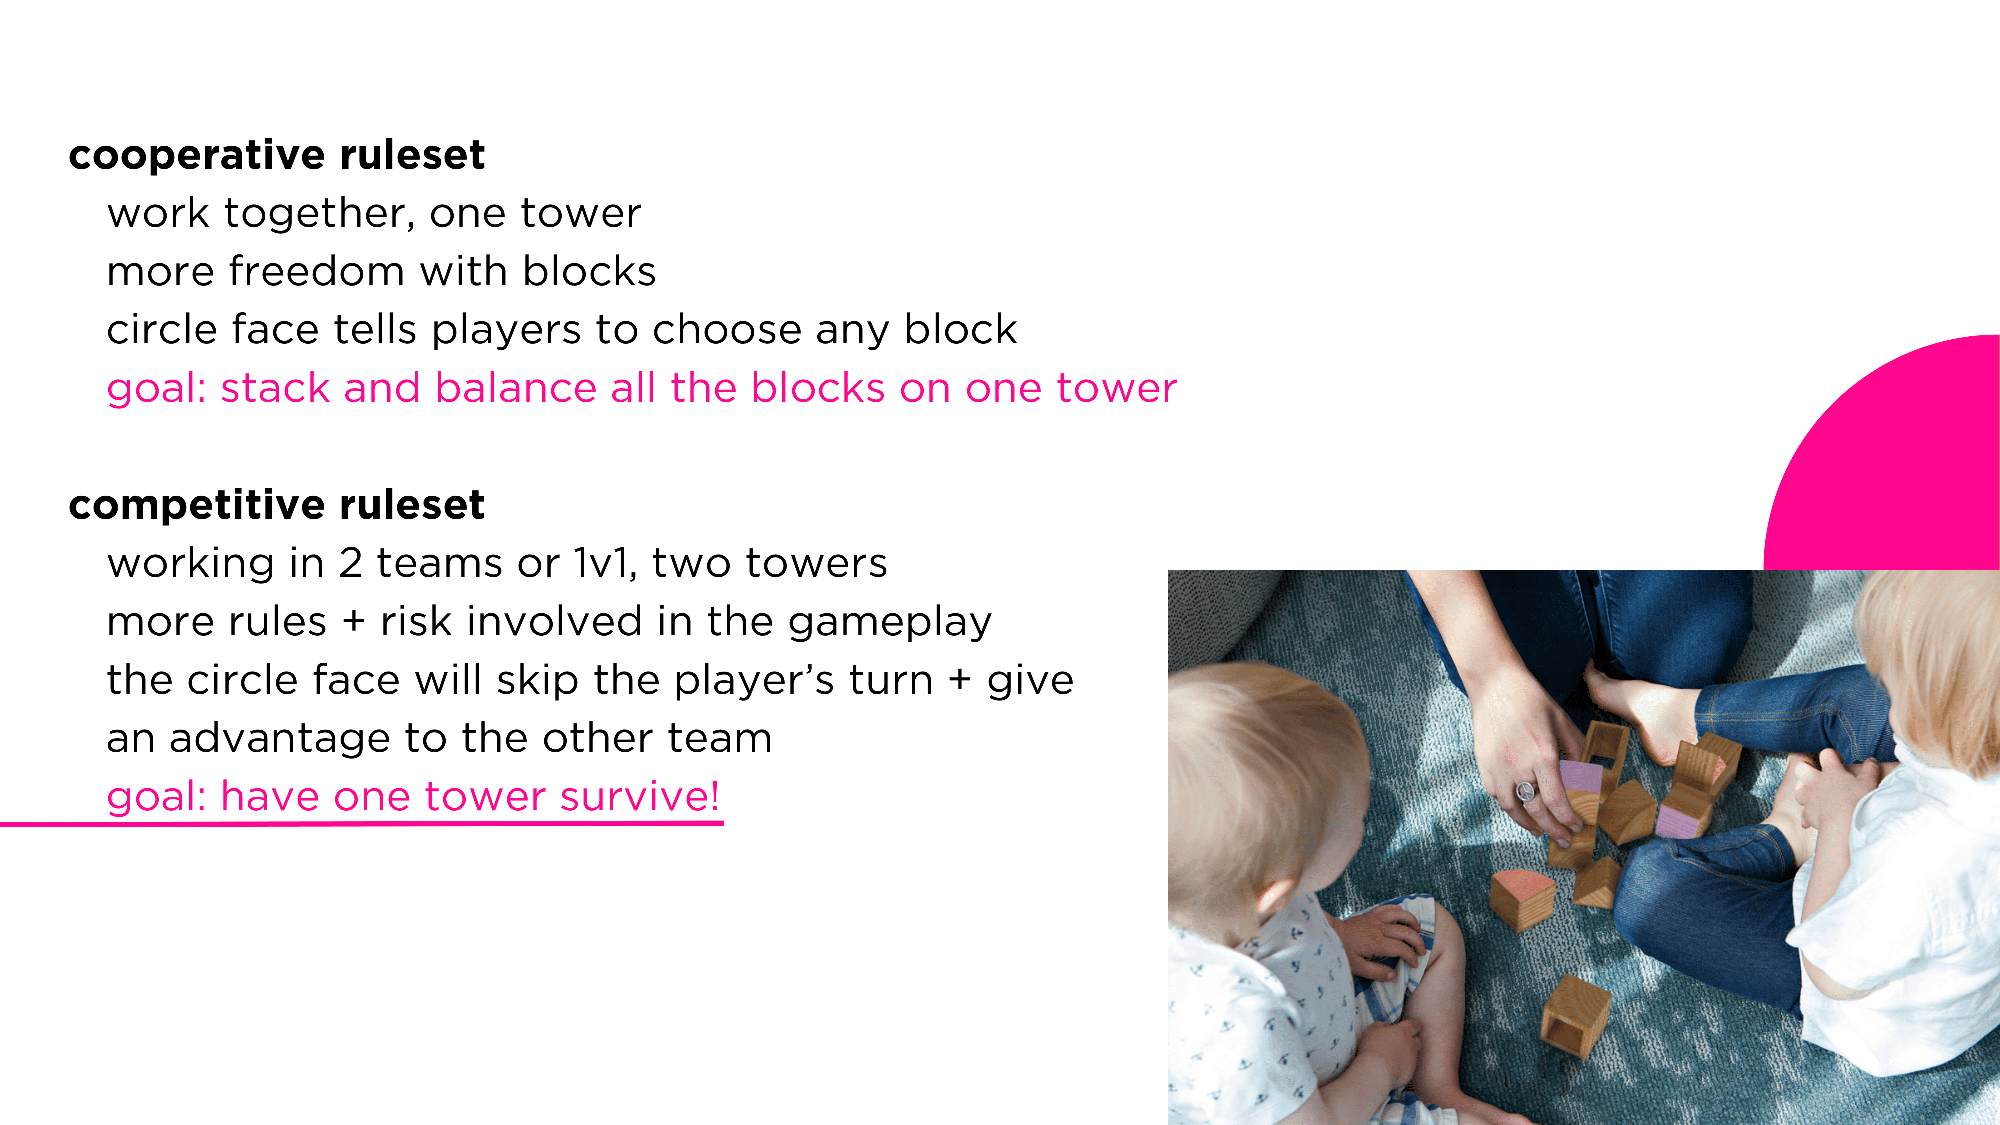 cooperative ruleset
work together, one tower
more freedom with blocks
circle face tells players to choose any block
goal: stack and balance all the blocks on one tower
competitive ruleset
working in 2 teams or 1v1, two towers
more rules + risk involved in the gameplay
the circle face will skip the player’s turn + give
an advantage to the other team
goal: have one tower survive!